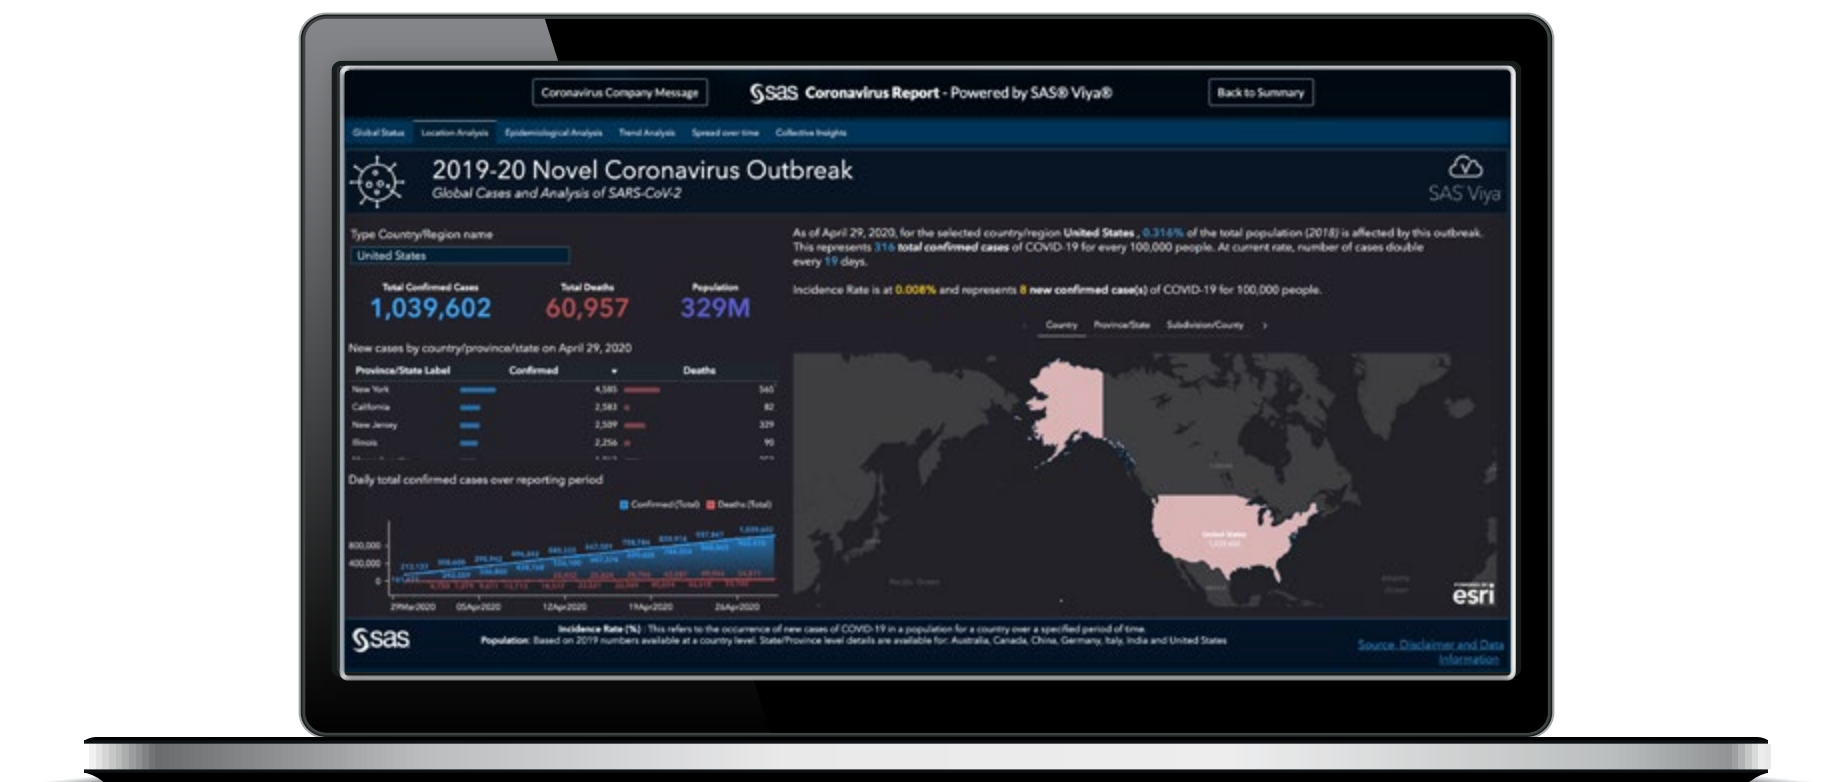 Coronavirus Company Message
sas Coronavirus Report - Powered by SAS® Viya®
Back to Summary
Global Status Location Analysis Epidemiological Analysis Trend Analysis Spread over time Collective Insights
2019-20 Novel Coronavirus Outbreak
Global Cases and Analysis of SARS-CoV-2
SAS Viya
Type Country/Region name
United States
Total Confirmed Cases Total Deaths Population
1,039,602 60,957 329M
As of April 29, 2020, for the selected country/region United States , 0.316% of the total population (2018) is affected by this outbreak.
This represents 316 total confirmed cases of COVID-19 for every 100,000 people. At current rate, number of cases double
every 19 days.
Incidence Rate is at 0.008% and represents 8 new confirmed case(s) of COVID-19 for 100,000 people.
Country Province/State Subdivision/County
New cases by country/province/state on April 29, 2020
Province/State Label Confirmed Deaths
New York 4,585 560
California 2,583 82
New Jersey 2,509 329
Illinois 2,256 90
Daily total confirmed cases over reporting period
Confirmed (Total) Deaths (Total)
800,000
400,000
0
29Mar2020 05Apr2020 12Apr2020 19Apr2020 26Apr2020
United States
1,039,602
Pacific Ocean
POWERED BY
esri
sas
Incidence Rate (%) : This refers to the occurrence of new cases of COVID-19 in a population for a country over a specified period of time.
Population: Based on 2019 numbers available at a country level. State/Province level details are available for: Australia, Canada, China, Germany, Italy, India and United States
Source, Disclaimer and Data
Information